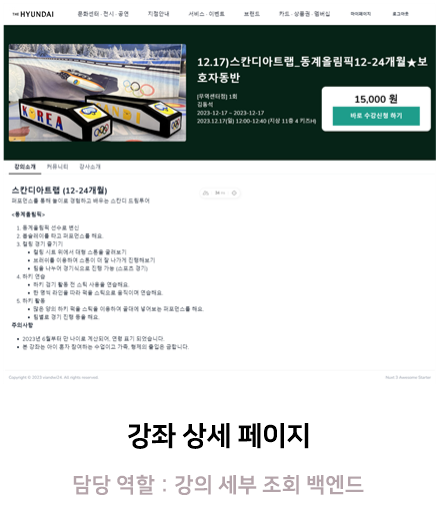 THE HYUNDAI 문화센터 · 전시 · 공연 지점안내 서비스 · 이벤트 브랜드 카드 · 상품권 · 멤버십 마이페이지 로그아웃
KOREA
12.17)스칸디아트랩_동계올림픽12-24개월★보
호자동반
[무역센터점] 1회
김동석
2023-12-17 ~ 2023-12-17
2023.12.17(일) 12:00-12:40 (지상 11층 4 키즈H)
15,000 원
바로 수강신청 하기
강의소개 커뮤니티 강사소개
스칸디아트랩 (12-24개월)
퍼포먼스를 통해 놀이로 경험하고 배우는 스칸디 드림투어
<동계올림픽>
1. 동계올림픽 선수로 변신
2. 봅슬레이를 타고 퍼포먼스를 해요.
3. 컬링 경기 즐기기
컬링 시트 위에서 대형 스톤을 굴려보기
브러쉬를 이용하여 스톤이 더 잘 나가게 진행해보기
팀을 나누어 경기식으로 진행 가능 (스포츠 경기)
4. 하키 연습
하키 경기 활동 전 스틱 사용을 연습해요.
한 명씩 라인을 따라 퍽을 스틱으로 움직이며 연습해요.
5. 하키 활동
많은 양의 하키 퍽을 스틱을 이용하여 골대에 넣어보는 퍼포먼스를 해요.
팀별로 경기 진행 등을 해요.
주의사항
2023년 6월부터 만 나이로 계산되어, 연령 표기 되었습니다.
본 강좌는 아이 혼자 참여하는 수업이고 가족, 형제의 출입은 금합니다.
Copyright © 2023 All rights reserved.
강좌 상세 페이지
담당 역할 : 강의 세부 조회 백엔드